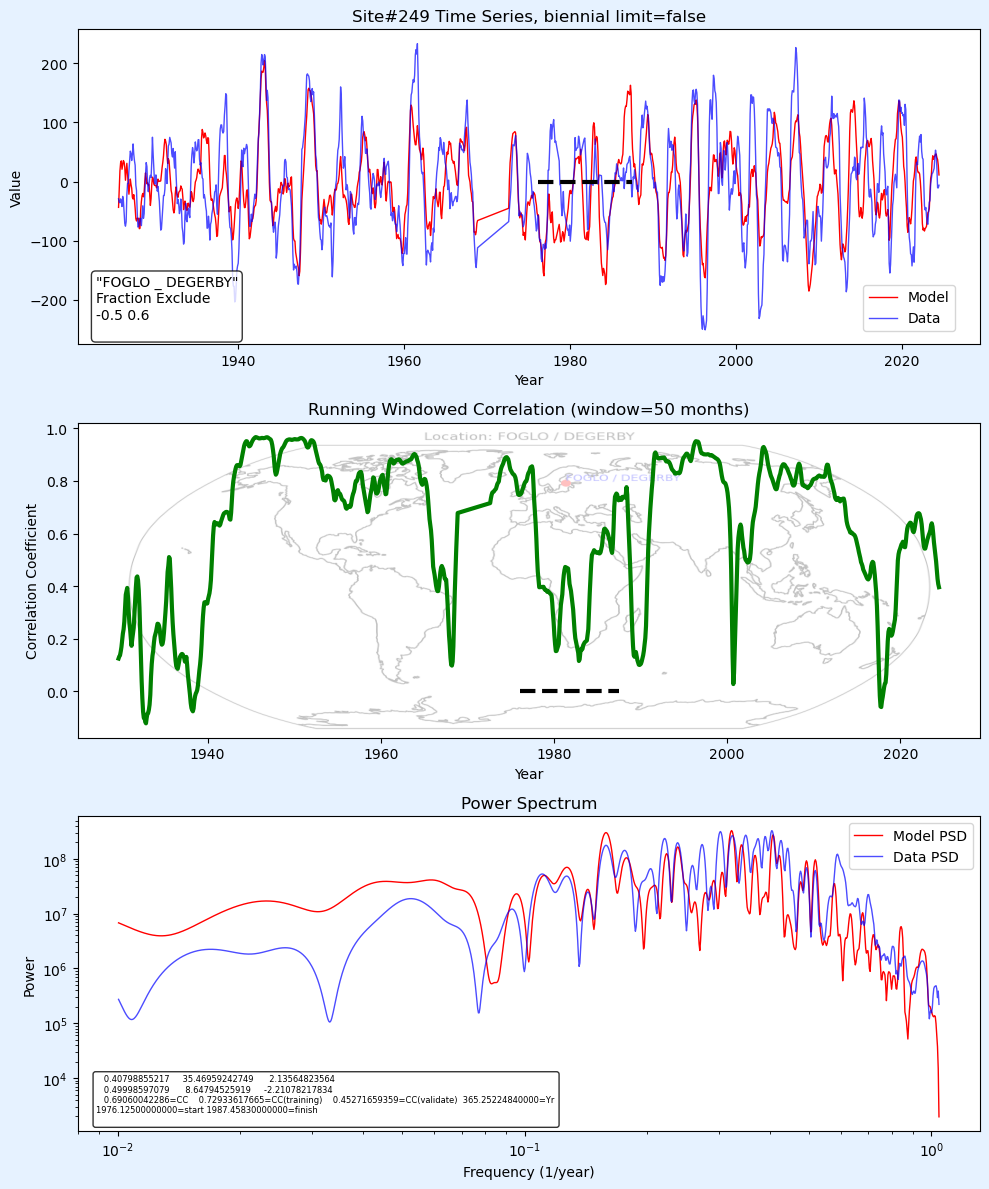 Site#249 Time Series, biennial limit=false
Value
200
100
0
−100
−200
"FOGLO _ DEGERBY"
Fraction Exclude
-0.5 0.6
Model
Data
1940
1960
1980
2000
2020
Year
Running Windowed Correlation (window=50 months)
Correlation Coefficient
1.0
0.8
0.6
0.4
0.2
0.0
Location: FOGLO / DEGERBY
FOGLO / DEGERBY
1940
1960
1980
2000
2020
Year
Power Spectrum
Power
10^8
10^7
10^6
10^5
10^4
Model PSD
Data PSD
0.40798855217 35.46959242749 2.13564823564
0.49998597079 8.64794525919 -2.21078217834
0.69060042286=CC 0.72933617665=CC(training) 0.45271659359=CC(validate) 365.25224840000=Yr
1976.12500000000=start 1987.45830000000=finish
10^−2
10^−1
10^0
Frequency (1/year)